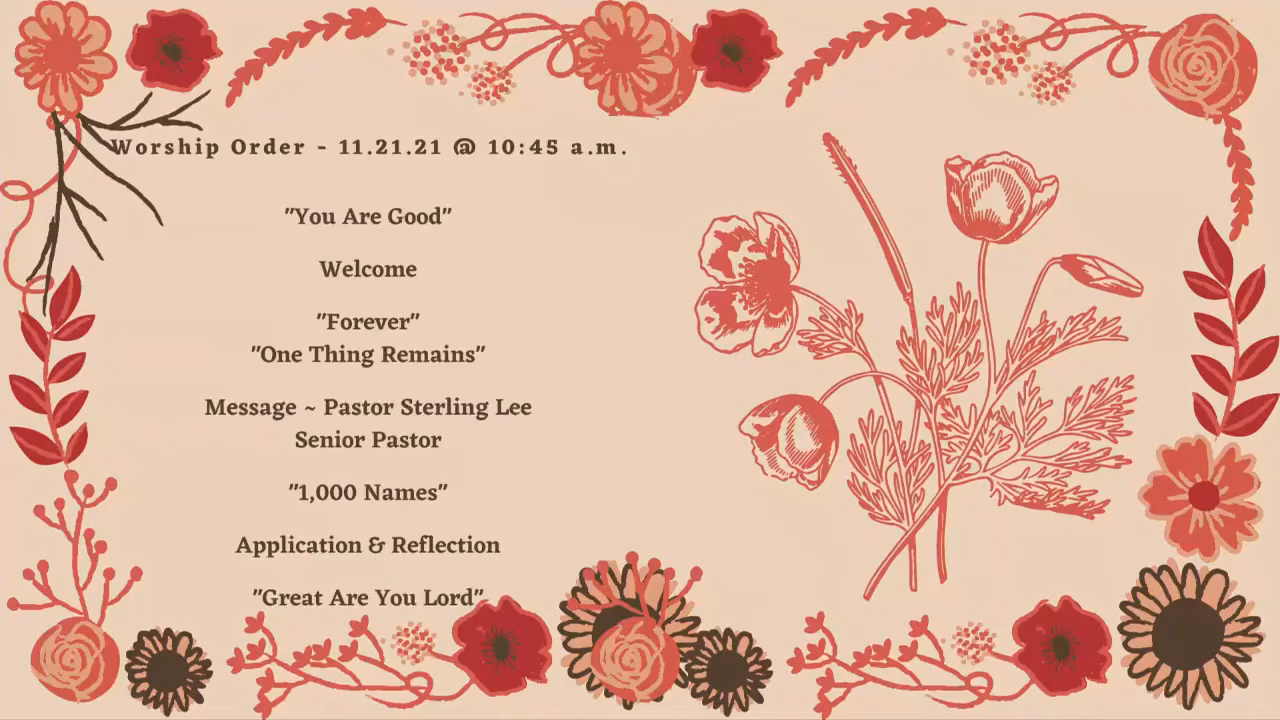 Worship Order - 11.21.21 @ 10:45 a.m.
"You Are Good"
Welcome
"Forever"
"One Thing Remains"
Message ~ Pastor Sterling Lee
Senior Pastor
"1,000 Names"
Application & Reflection
"Great Are You Lord"